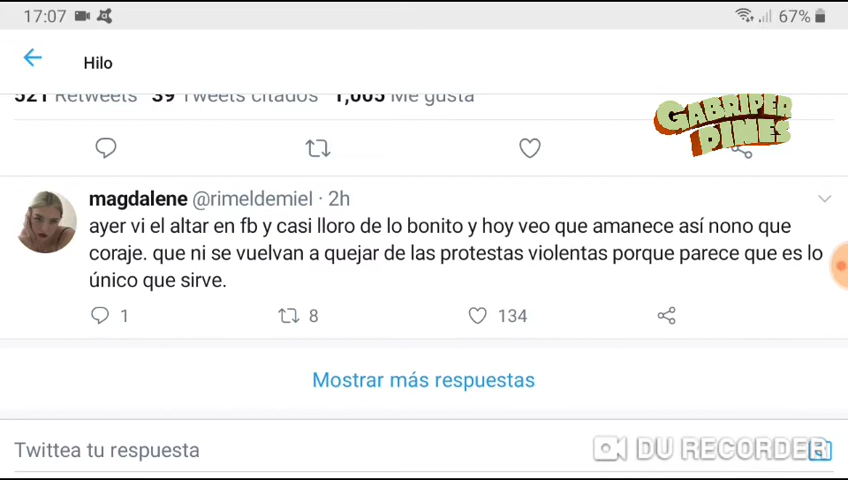 17:07 67%
Hilo
521 Retweets 39 Tweets citados 1,005 Me gusta
GABRIPER
DIMES
magdalene @rimeldemiel · 2h
ayer vi el altar en fb y casi lloro de lo bonito y hoy veo que amanece así nono que
coraje. que ni se vuelvan a quejar de las protestas violentas porque parece que es lo
único que sirve.
1 8 134
Mostrar más respuestas
Twittea tu respuesta
DU RECORDER